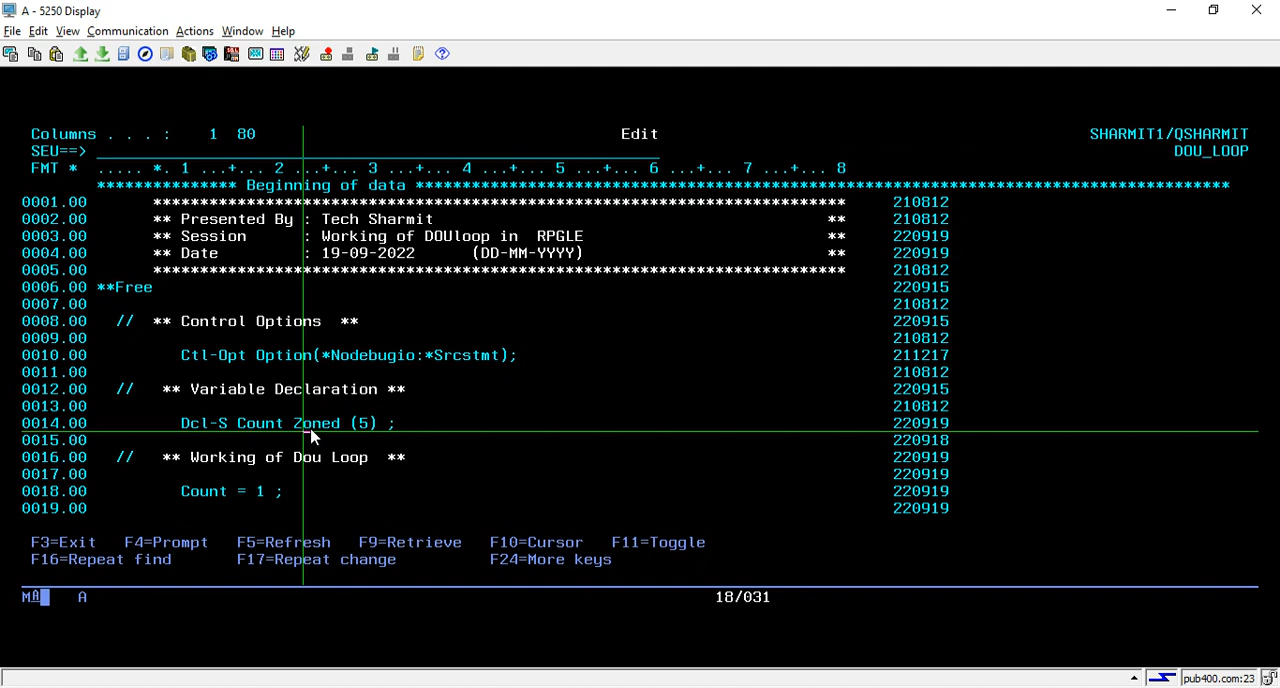 A - 5250 Display
File Edit View Communication Actions Window Help
Columns . . . : 1 80 Edit SHARMIT1/QSHARMIT
SEU==> DOU_LOOP
FMT * ..... *. 1 ...+... 2 ...+... 3 ...+... 4 ...+... 5 ...+... 6 ...+... 7 ...+... 8
*************** Beginning of data ***************************************************************************************
0001.00 ************************************************************************** 210812
0002.00 ** Presented By : Tech Sharmit ** 210812
0003.00 ** Session : Working of DOUloop in RPGLE ** 220919
0004.00 ** Date : 19-09-2022 (DD-MM-YYYY) ** 220919
0005.00 ************************************************************************** 210812
0006.00 **Free 220915
0007.00 210812
0008.00 // ** Control Options ** 220915
0009.00 210812
0010.00 Ctl-Opt Option(*Nodebugio:*Srcstmt); 211217
0011.00 210812
0012.00 // ** Variable Declaration ** 220915
0013.00 210812
0014.00 Dcl-S Count Zoned (5) ; 220919
0015.00 220918
0016.00 // ** Working of Dou Loop ** 220919
0017.00 220919
0018.00 Count = 1 ; 220919
0019.00 220919
F3=Exit F4=Prompt F5=Refresh F9=Retrieve F10=Cursor F11=Toggle
F16=Repeat find F17=Repeat change F24=More keys
MA A 18/031
pub400.com:23